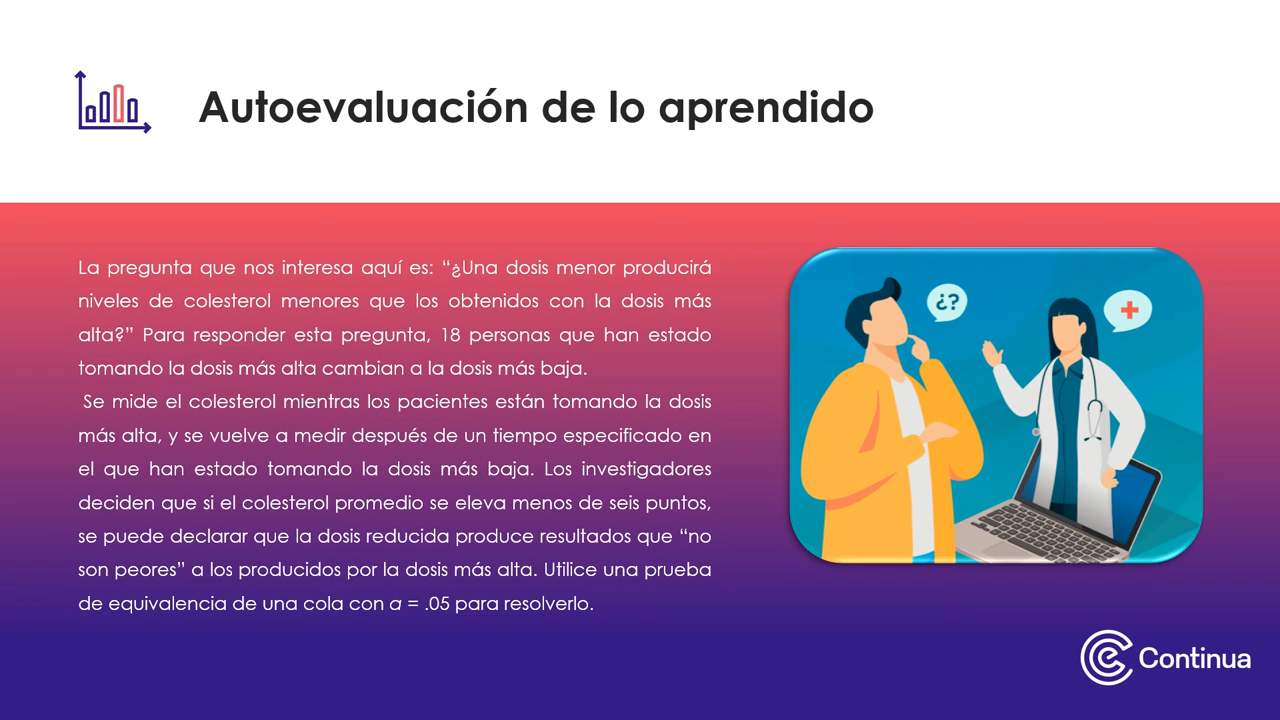 Autoevaluación de lo aprendido
La pregunta que nos interesa aquí es: “¿Una dosis menor producirá
niveles de colesterol menores que los obtenidos con la dosis más
alta?” Para responder esta pregunta, 18 personas que han estado
tomando la dosis más alta cambian a la dosis más baja.
Se mide el colesterol mientras los pacientes están tomando la dosis
más alta, y se vuelve a medir después de un tiempo especificado en
el que han estado tomando la dosis más baja. Los investigadores
deciden que si el colesterol promedio se eleva menos de seis puntos,
se puede declarar que la dosis reducida produce resultados que “no
son peores” a los producidos por la dosis más alta. Utilice una prueba
de equivalencia de una cola con α = .05 para resolverlo.
¿?
Continua